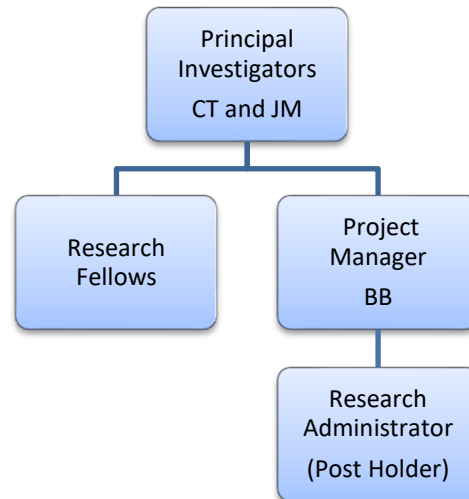 Principal
Investigators
CT and JM
Research
Fellows
Project
Manager
BB
Research
Administrator
(Post Holder)